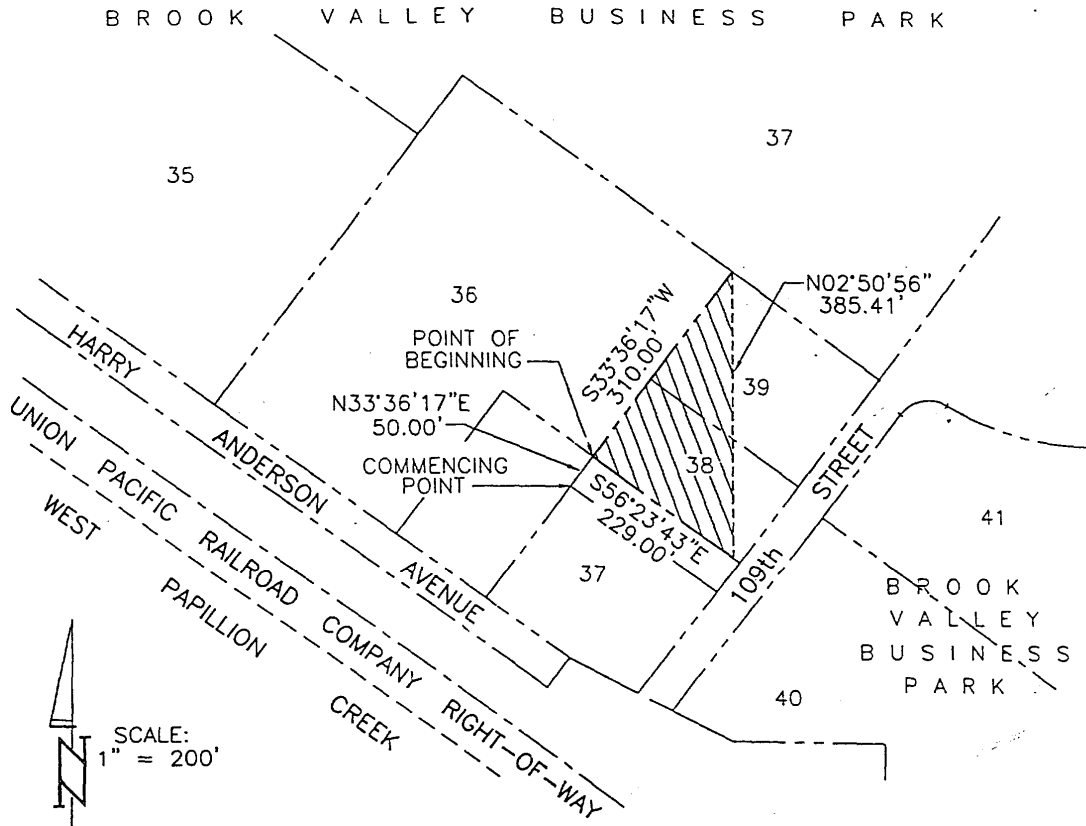 BROOK VALLEY BUSINESS PARK
37
35
36
N02°50'56"
385.41'
S33°36'17"W
310.00'
POINT OF
BEGINNING
39
N33°36'17"E
50.00'
COMMENCING
POINT
38
S56°23'43"E
229.00'
37
109th STREET
41
HARRY ANDERSON AVENUE
UNION PACIFIC RAILROAD COMPANY RIGHT-OF-WAY
WEST PAPILLION CREEK
BROOK
VALLEY
BUSINESS
PARK
40
SCALE:
1" = 200'